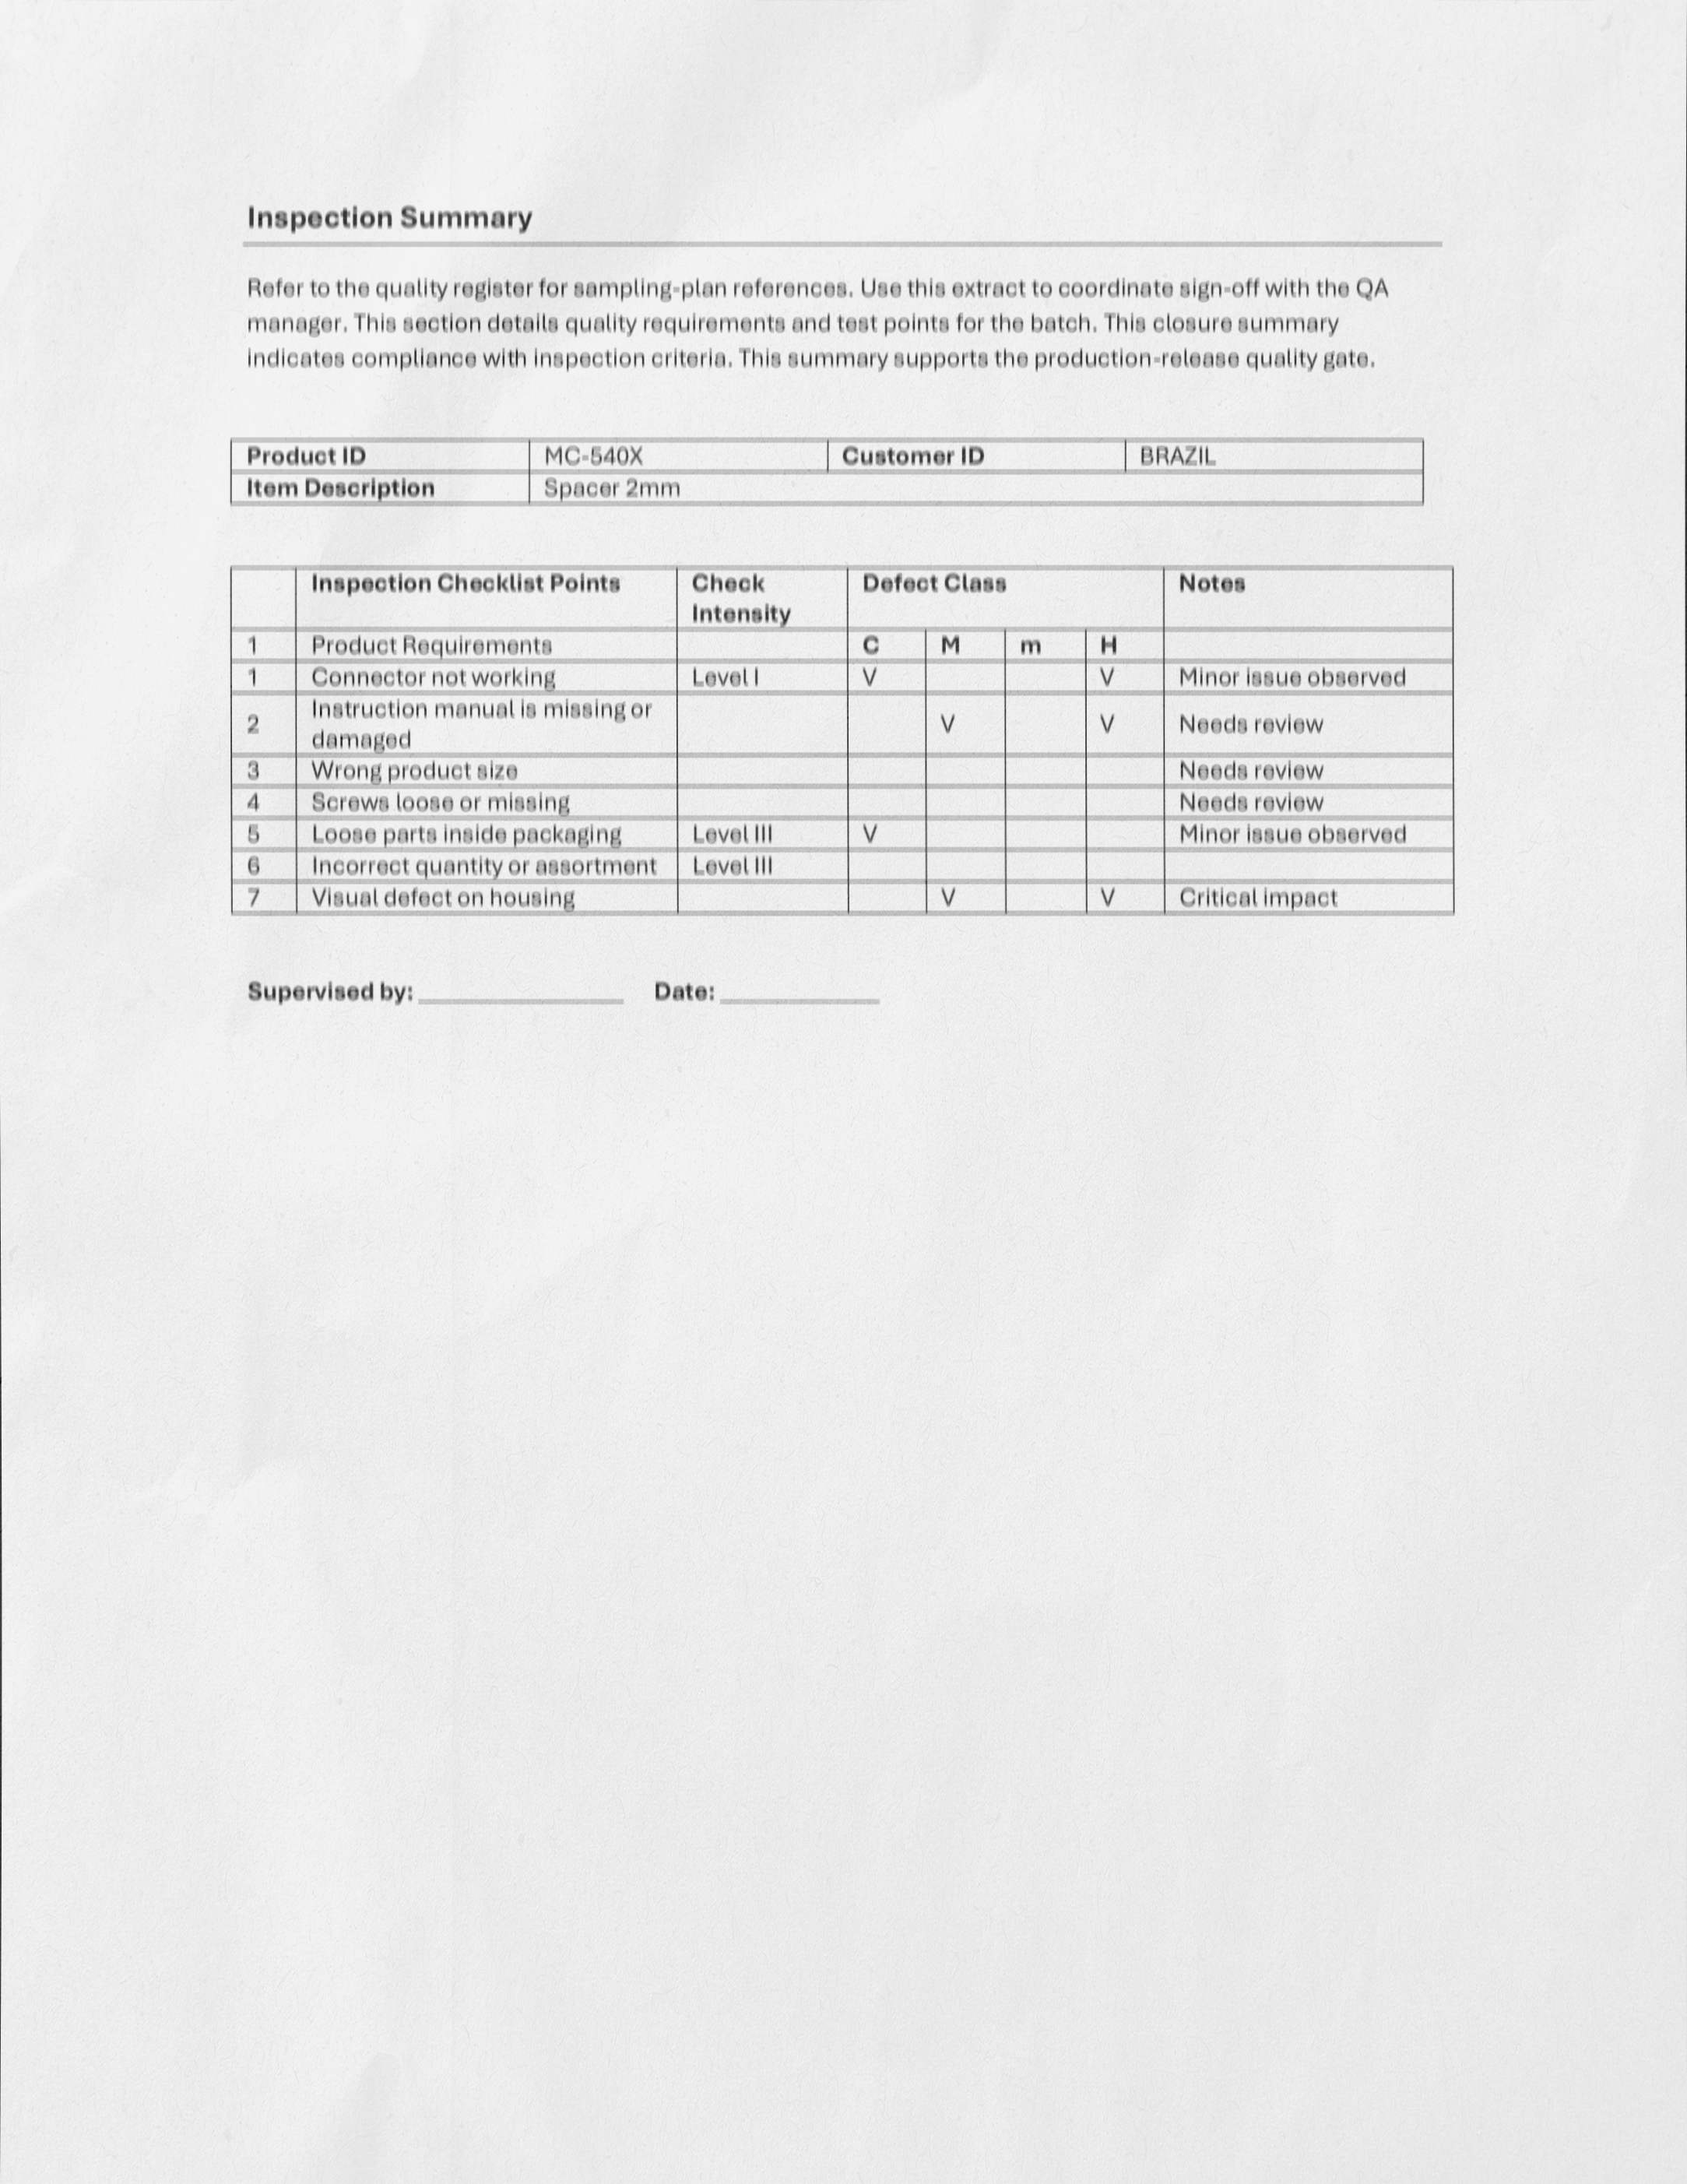 Inspection Summary
Refer to the quality register for sampling-plan references. Use this extract to coordinate sign-off with the QA
manager. This section details quality requirements and test points for the batch. This closure summary
indicates compliance with inspection criteria. This summary supports the production-release quality gate.
Product ID MC-540X Customer ID BRAZIL
Item Description Spacer 2mm
Inspection Checklist Points Check Defect Class Notes
Intensity
1 Product Requirements C M m H
1 Connector not working Level I V V Minor issue observed
Instruction manual is missing or
2 V V Needs review
damaged
3 Wrong product size Needs review
4 Screws loose or missing Needs review
5 Loose parts inside packaging Level III V Minor issue observed
6 Incorrect quantity or assortment Level III
7 Visual defect on housing V V Critical impact
Supervised by: Date: